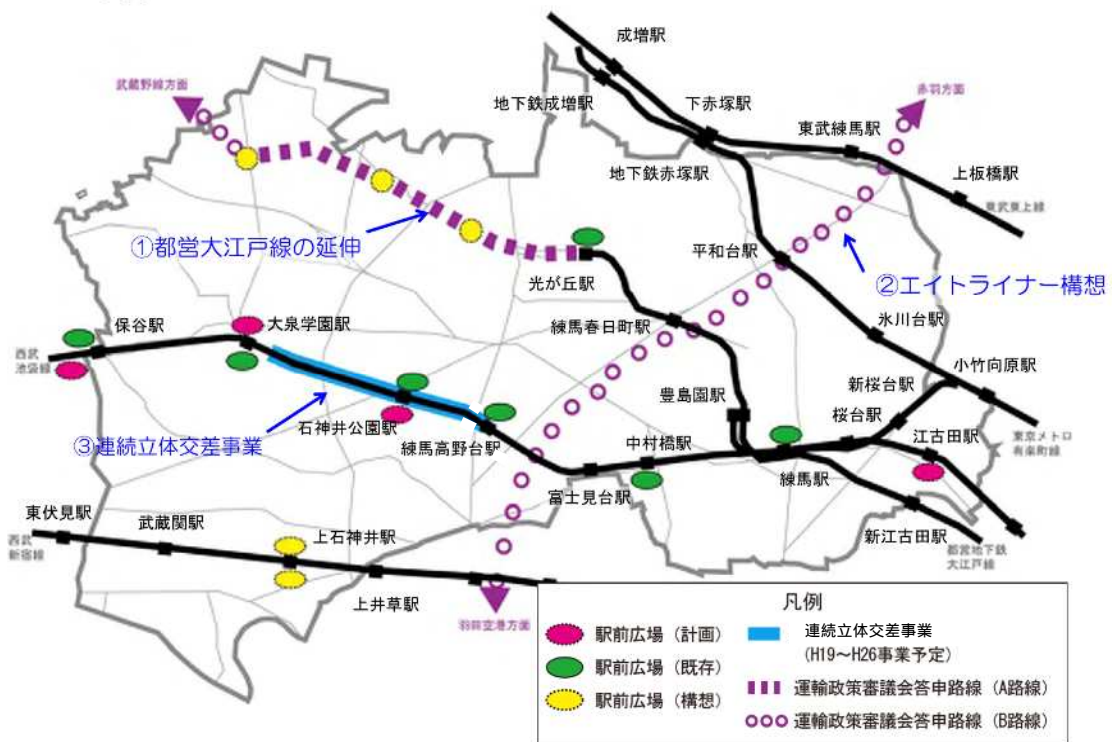 成増駅
武蔵野線方面
地下鉄成増駅
下赤塚駅
赤羽方面
東武練馬駅
地下鉄赤塚駅
上板橋駅
東武東上線
①都営大江戸線の延伸
平和台駅
②エイトライナー構想
光が丘駅
保谷駅
大泉学園駅
練馬春日町駅
氷川台駅
西武
池袋線
小竹向原駅
新桜台駅
豊島園駅
桜台駅
③連続立体交差事業
石神井公園駅
練馬高野台駅
中村橋駅
江古田駅
東京メトロ
有楽町線
練馬駅
富士見台駅
東伏見駅
武蔵関駅
上石神井駅
新江古田駅
西武
新宿線
都営地下鉄
大江戸線
上井草駅
羽田空港方面
凡例
駅前広場（計画）
連続立体交差事業
（H19～H26事業予定）
駅前広場（既存）
運輸政策審議会答申路線（A路線）
駅前広場（構想）
運輸政策審議会答申路線（B路線）